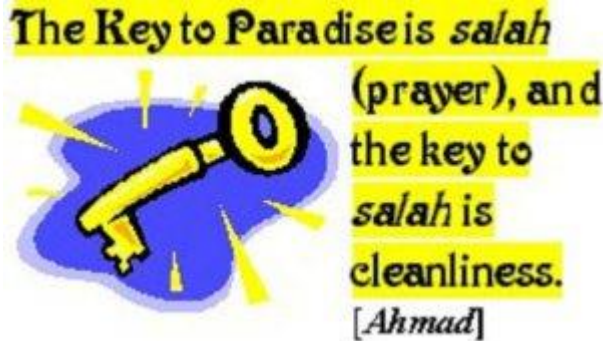 The Key to Paradise is salah
(prayer), and
the key to
salah is
cleanliness.
[Ahmad]